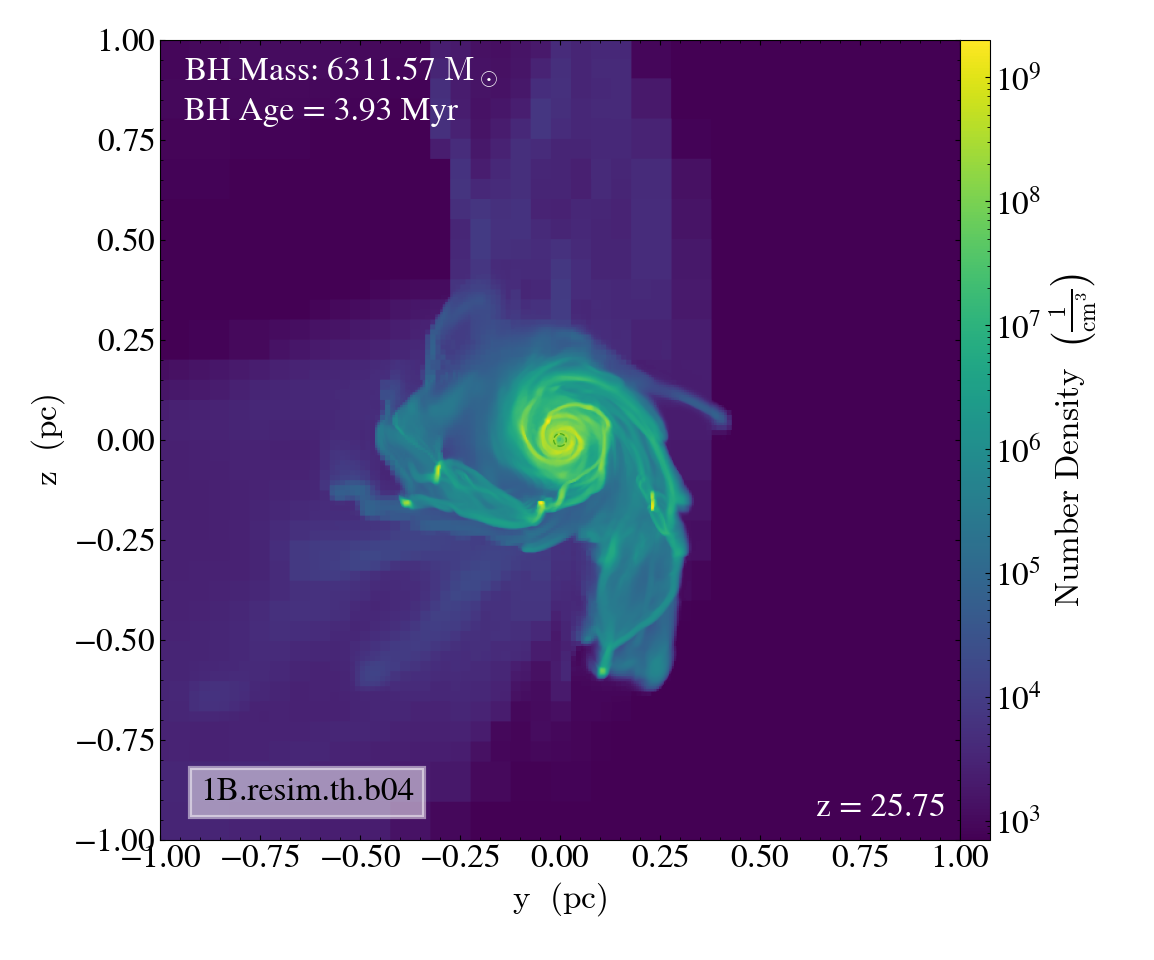 BH Mass: 6311.57 M⊙
BH Age = 3.93 Myr
1B.resim.th.b04
z = 25.75
1.00
0.75
0.50
0.25
0.00
−0.25
−0.50
−0.75
−1.00
z (pc)
−1.00 −0.75 −0.50 −0.25 0.00 0.25 0.50 0.75 1.00
y (pc)
10⁹
10⁸
10⁷
10⁶
10⁵
10⁴
10³
Number Density (1/cm³)